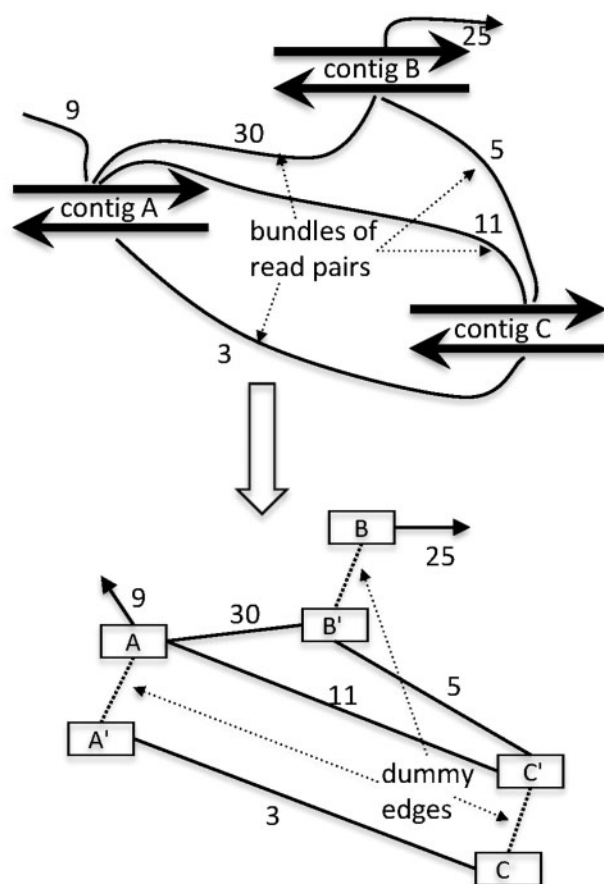 25
contig B
9
30
5
contig A
11
bundles of
read pairs
contig C
3
B
25
9
30
A
B'
5
11
A'
dummy
edges
C'
3
C